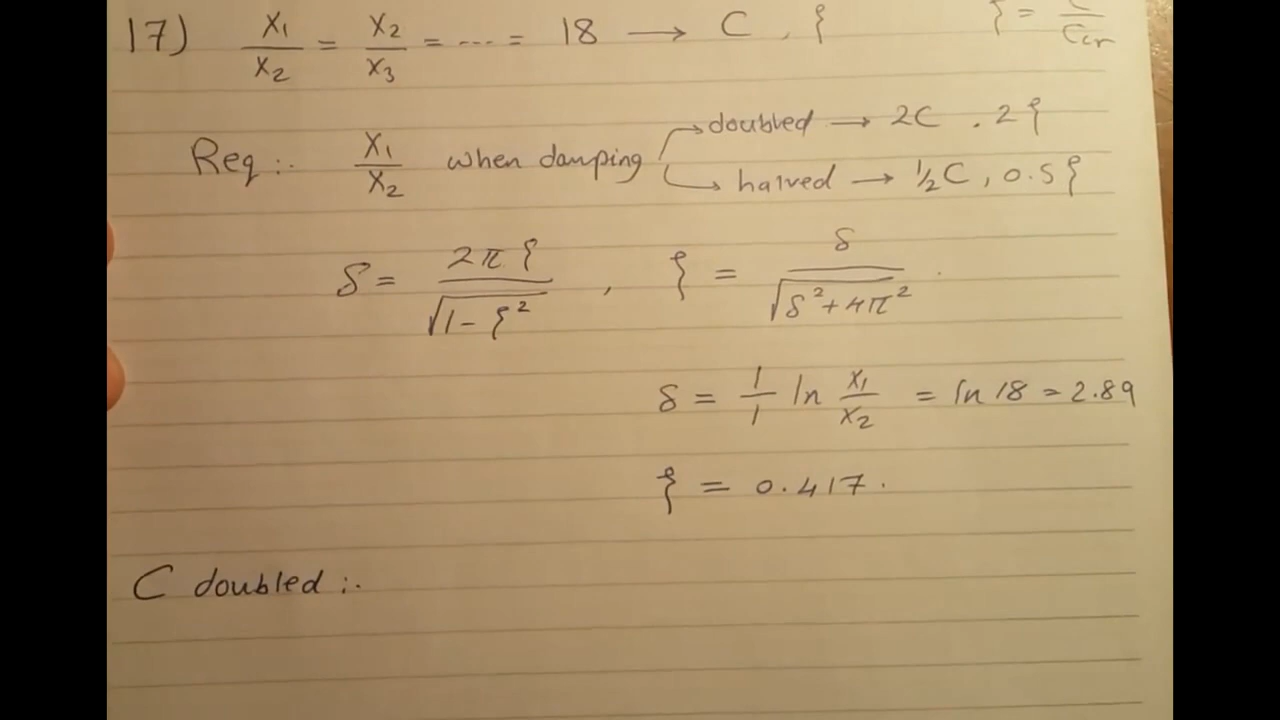 17) X₁/X₂ = X₂/X₃ = ---- = 18 → C , ξ ξ = C/Ccr
Req :. X₁/X₂ when damping
doubled → 2C . 2ξ
halved → ½C , 0.5ξ
δ = 2πξ/√(1-ξ²) , ξ = δ/√(δ²+4π²) .
δ = 1/1 ln X₁/X₂ = ln 18 = 2.89
ξ = 0.417 .
C doubled :.